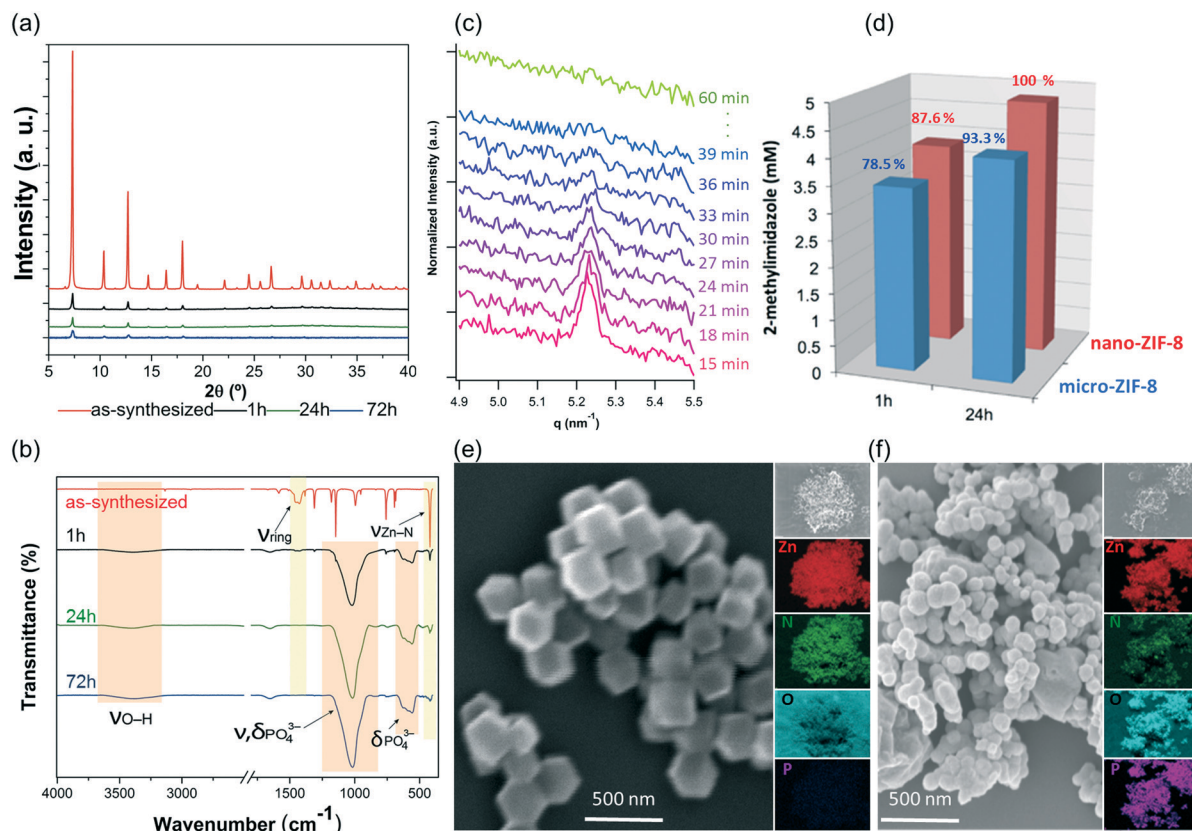 (a)
Intensity (a. u.)
5 10 15 20 25 30 35 40
2θ (º)
as-synthesized 1h 24h 72h
(b)
as-synthesized
1h
24h
72h
νring
νZn–N
νO–H
ν,δPO₄³⁻
δPO₄³⁻
Transmittance (%)
4000 3000 1500 1000 500
Wavenumber (cm⁻¹)
(c)
Normalized Intensity (a.u.)
60 min
39 min
36 min
33 min
30 min
27 min
24 min
21 min
18 min
15 min
4.9 5.0 5.1 5.2 5.3 5.4 5.5
q (nm⁻¹)
(d)
2-methylimidazole (mM)
5
4.5
4
3.5
3
2.5
2
1.5
1
0.5
0
78.5 %
87.6 %
93.3 %
100 %
1h
24h
nano-ZIF-8
micro-ZIF-8
(e)
500 nm
Zn
N
O
P
(f)
500 nm
Zn
N
O
P